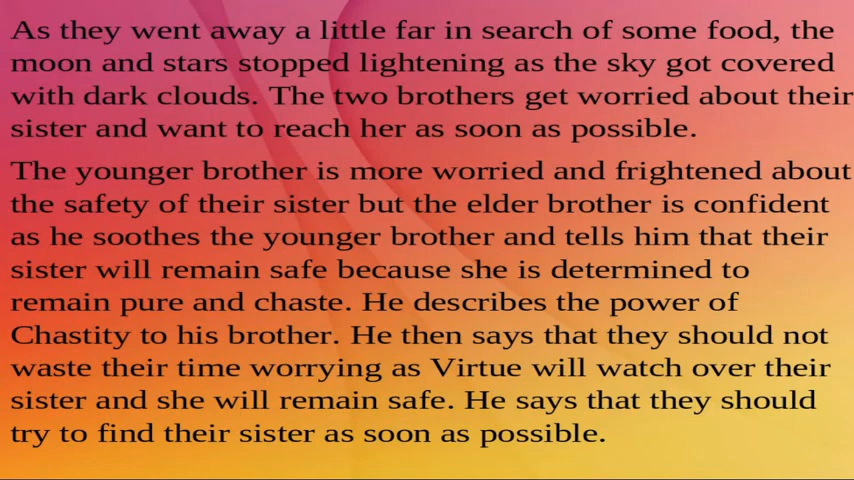 As they went away a little far in search of some food, the
moon and stars stopped lightening as the sky got covered
with dark clouds. The two brothers get worried about their
sister and want to reach her as soon as possible.
The younger brother is more worried and frightened about
the safety of their sister but the elder brother is confident
as he soothes the younger brother and tells him that their
sister will remain safe because she is determined to
remain pure and chaste. He describes the power of
Chastity to his brother. He then says that they should not
waste their time worrying as Virtue will watch over their
sister and she will remain safe. He says that they should
try to find their sister as soon as possible.